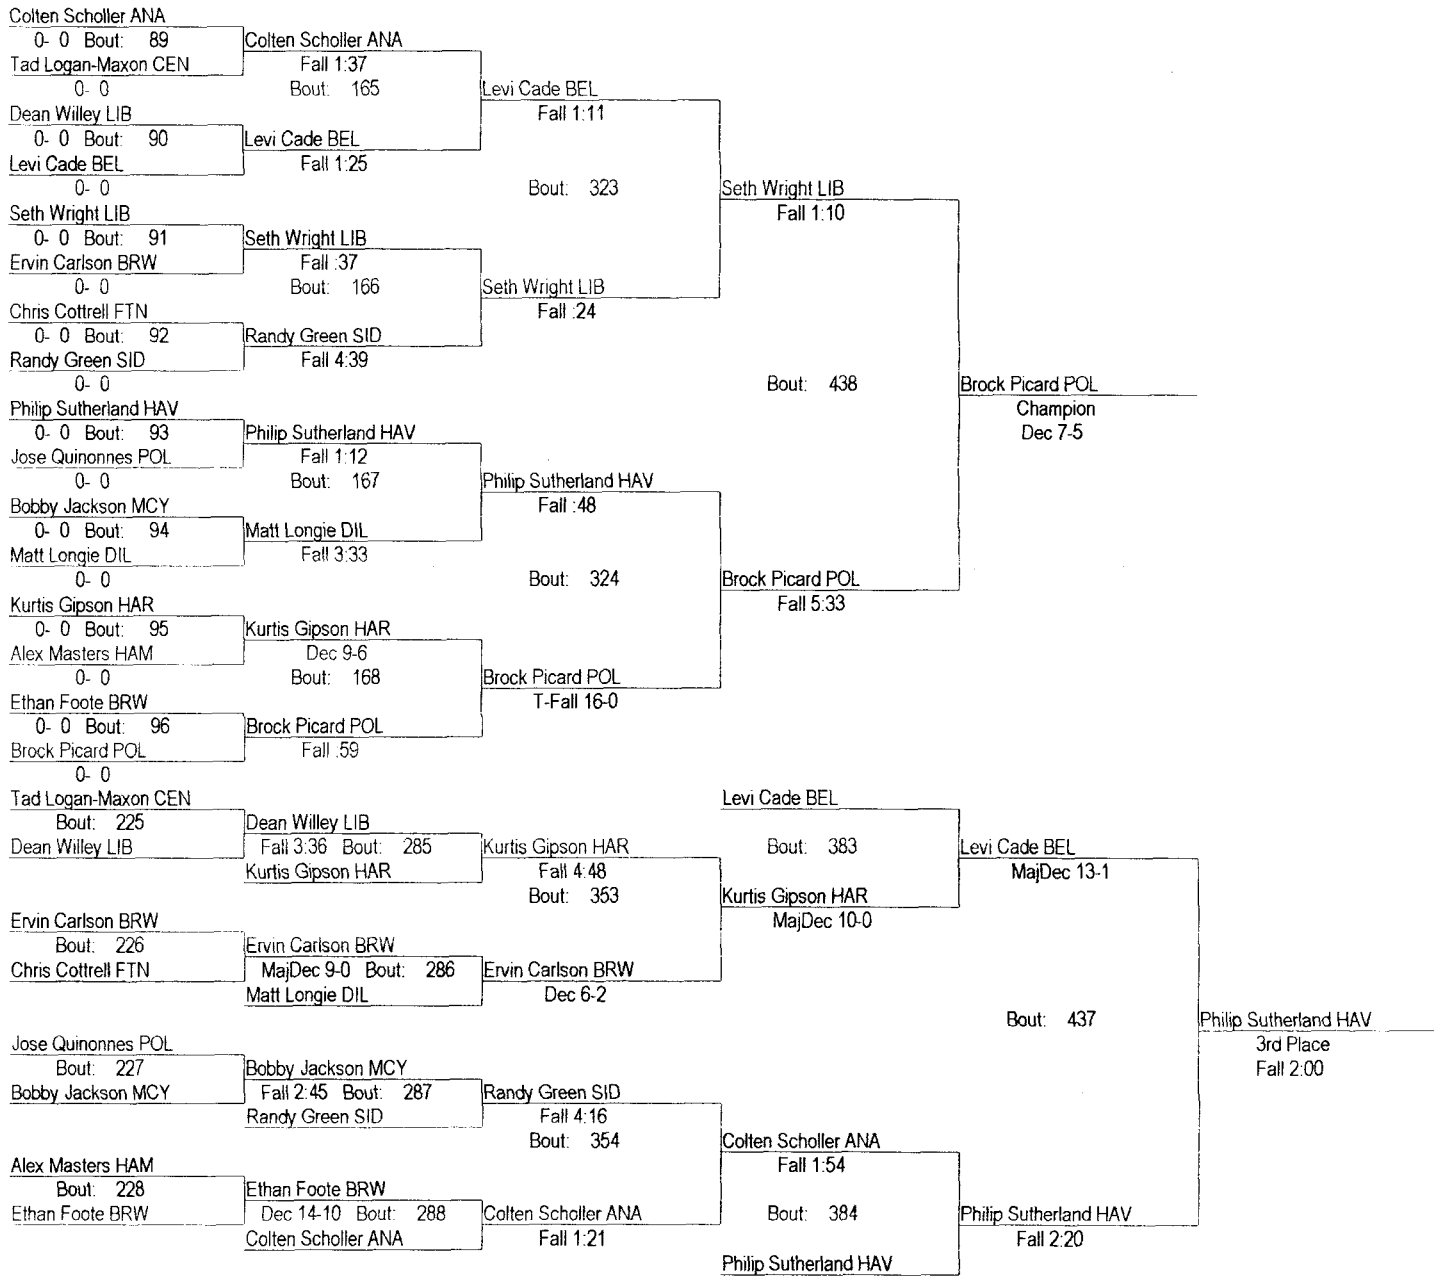 Colten Scholler ANA
0- 0 Bout: 89
Tad Logan-Maxon CEN
0- 0
Dean Willey LIB
0- 0 Bout: 90
Levi Cade BEL
0- 0
Seth Wright LIB
0- 0 Bout: 91
Ervin Carlson BRW
0- 0
Chris Cottrell FTN
0- 0 Bout: 92
Randy Green SID
0- 0
Philip Sutherland HAV
0- 0 Bout: 93
Jose Quinonnes POL
0- 0
Bobby Jackson MCY
0- 0 Bout: 94
Matt Longie DIL
0- 0
Kurtis Gipson HAR
0- 0 Bout: 95
Alex Masters HAM
0- 0
Ethan Foote BRW
0- 0 Bout: 96
Brock Picard POL
0- 0
Colten Scholler ANA
Fall 1:37
Bout: 165
Levi Cade BEL
Fall 1:25
Seth Wright LIB
Fall :37
Bout: 166
Randy Green SID
Fall 4:39
Philip Sutherland HAV
Fall 1:12
Bout: 167
Matt Longie DIL
Fall 3:33
Kurtis Gipson HAR
Dec 9-6
Bout: 168
Brock Picard POL
Fall :59
Levi Cade BEL
Fall 1:11
Bout: 323
Seth Wright LIB
Fall :24
Philip Sutherland HAV
Fall :48
Bout: 324
Brock Picard POL
T-Fall 16-0
Seth Wright LIB
Fall 1:10
Bout: 438
Brock Picard POL
Fall 5:33
Brock Picard POL
Champion
Dec 7-5
Tad Logan-Maxon CEN
Bout: 225
Dean Willey LIB
Ervin Carlson BRW
Bout: 226
Chris Cottrell FTN
Jose Quinonnes POL
Bout: 227
Bobby Jackson MCY
Alex Masters HAM
Bout: 228
Ethan Foote BRW
Dean Willey LIB
Fall 3:36 Bout: 285
Kurtis Gipson HAR
Ervin Carlson BRW
MajDec 9-0 Bout: 286
Matt Longie DIL
Bobby Jackson MCY
Fall 2:45 Bout: 287
Randy Green SID
Ethan Foote BRW
Dec 14-10 Bout: 288
Colten Scholler ANA
Kurtis Gipson HAR
Fall 4:48
Bout: 353
Ervin Carlson BRW
Dec 6-2
Randy Green SID
Fall 4:16
Bout: 354
Colten Scholler ANA
Fall 1:21
Levi Cade BEL
Bout: 383
Kurtis Gipson HAR
MajDec 10-0
Colten Scholler ANA
Fall 1:54
Bout: 384
Philip Sutherland HAV
Levi Cade BEL
MajDec 13-1
Bout: 437
Philip Sutherland HAV
Fall 2:20
Philip Sutherland HAV
3rd Place
Fall 2:00